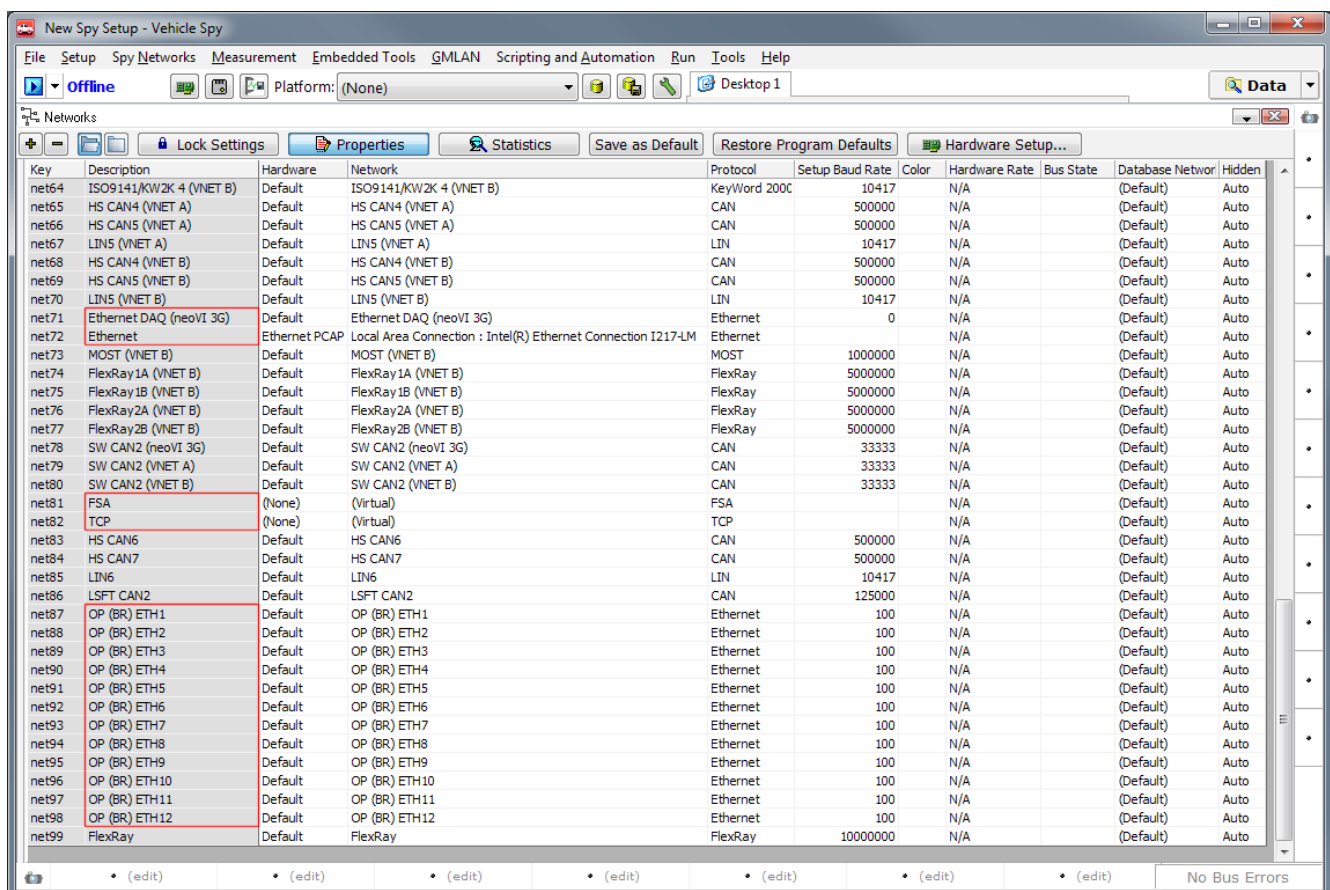 New Spy Setup - Vehicle Spy
File Setup Spy Networks Measurement Embedded Tools GMLAN Scripting and Automation Run Tools Help
Offline Platform: (None) Desktop 1 Data
Networks
Lock Settings Properties Statistics Save as Default Restore Program Defaults Hardware Setup...
Key Description Hardware Network Protocol Setup Baud Rate Color Hardware Rate Bus State Database Networ Hidden
net64 ISO9141/KW2K 4 (VNET B) Default ISO9141/KW2K 4 (VNET B) KeyWord 2000 10417 N/A (Default) Auto
net65 HS CAN4 (VNET A) Default HS CAN4 (VNET A) CAN 500000 N/A (Default) Auto
net66 HS CAN5 (VNET A) Default HS CAN5 (VNET A) CAN 500000 N/A (Default) Auto
net67 LIN5 (VNET A) Default LIN5 (VNET A) LIN 10417 N/A (Default) Auto
net68 HS CAN4 (VNET B) Default HS CAN4 (VNET B) CAN 500000 N/A (Default) Auto
net69 HS CAN5 (VNET B) Default HS CAN5 (VNET B) CAN 500000 N/A (Default) Auto
net70 LIN5 (VNET B) Default LIN5 (VNET B) LIN 10417 N/A (Default) Auto
net71 Ethernet DAQ (neoVI 3G) Default Ethernet DAQ (neoVI 3G) Ethernet 0 N/A (Default) Auto
net72 Ethernet Ethernet PCAP Local Area Connection : Intel(R) Ethernet Connection I217-LM Ethernet N/A (Default) Auto
net73 MOST (VNET B) Default MOST (VNET B) MOST 1000000 N/A (Default) Auto
net74 FlexRay1A (VNET B) Default FlexRay1A (VNET B) FlexRay 5000000 N/A (Default) Auto
net75 FlexRay1B (VNET B) Default FlexRay1B (VNET B) FlexRay 5000000 N/A (Default) Auto
net76 FlexRay2A (VNET B) Default FlexRay2A (VNET B) FlexRay 5000000 N/A (Default) Auto
net77 FlexRay2B (VNET B) Default FlexRay2B (VNET B) FlexRay 5000000 N/A (Default) Auto
net78 SW CAN2 (neoVI 3G) Default SW CAN2 (neoVI 3G) CAN 33333 N/A (Default) Auto
net79 SW CAN2 (VNET A) Default SW CAN2 (VNET A) CAN 33333 N/A (Default) Auto
net80 SW CAN2 (VNET B) Default SW CAN2 (VNET B) CAN 33333 N/A (Default) Auto
net81 FSA (None) (Virtual) FSA N/A (Default) Auto
net82 TCP (None) (Virtual) TCP N/A (Default) Auto
net83 HS CAN6 Default HS CAN6 CAN 500000 N/A (Default) Auto
net84 HS CAN7 Default HS CAN7 CAN 500000 N/A (Default) Auto
net85 LIN6 Default LIN6 LIN 10417 N/A (Default) Auto
net86 LSFT CAN2 Default LSFT CAN2 CAN 125000 N/A (Default) Auto
net87 OP (BR) ETH1 Default OP (BR) ETH1 Ethernet 100 N/A (Default) Auto
net88 OP (BR) ETH2 Default OP (BR) ETH2 Ethernet 100 N/A (Default) Auto
net89 OP (BR) ETH3 Default OP (BR) ETH3 Ethernet 100 N/A (Default) Auto
net90 OP (BR) ETH4 Default OP (BR) ETH4 Ethernet 100 N/A (Default) Auto
net91 OP (BR) ETH5 Default OP (BR) ETH5 Ethernet 100 N/A (Default) Auto
net92 OP (BR) ETH6 Default OP (BR) ETH6 Ethernet 100 N/A (Default) Auto
net93 OP (BR) ETH7 Default OP (BR) ETH7 Ethernet 100 N/A (Default) Auto
net94 OP (BR) ETH8 Default OP (BR) ETH8 Ethernet 100 N/A (Default) Auto
net95 OP (BR) ETH9 Default OP (BR) ETH9 Ethernet 100 N/A (Default) Auto
net96 OP (BR) ETH10 Default OP (BR) ETH10 Ethernet 100 N/A (Default) Auto
net97 OP (BR) ETH11 Default OP (BR) ETH11 Ethernet 100 N/A (Default) Auto
net98 OP (BR) ETH12 Default OP (BR) ETH12 Ethernet 100 N/A (Default) Auto
net99 FlexRay Default FlexRay FlexRay 10000000 N/A (Default) Auto
• (edit) • (edit) • (edit) • (edit) • (edit) • (edit) • (edit) No Bus Errors